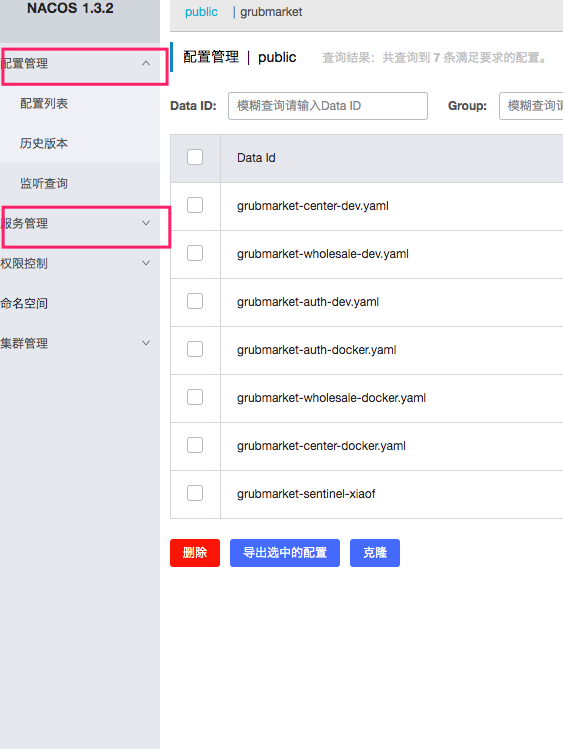 NACOS 1.3.2
public | grubmarket
配置管理
配置列表
历史版本
监听查询
服务管理
权限控制
命名空间
集群管理
配置管理 | public 查询结果：共查询到 7 条满足要求的配置。
Data ID: 模糊查询请输入Data ID Group: 模糊查询请
Data Id
grubmarket-center-dev.yaml
grubmarket-wholesale-dev.yaml
grubmarket-auth-dev.yaml
grubmarket-auth-docker.yaml
grubmarket-wholesale-docker.yaml
grubmarket-center-docker.yaml
grubmarket-sentinel-xiaof
删除 导出选中的配置 克隆